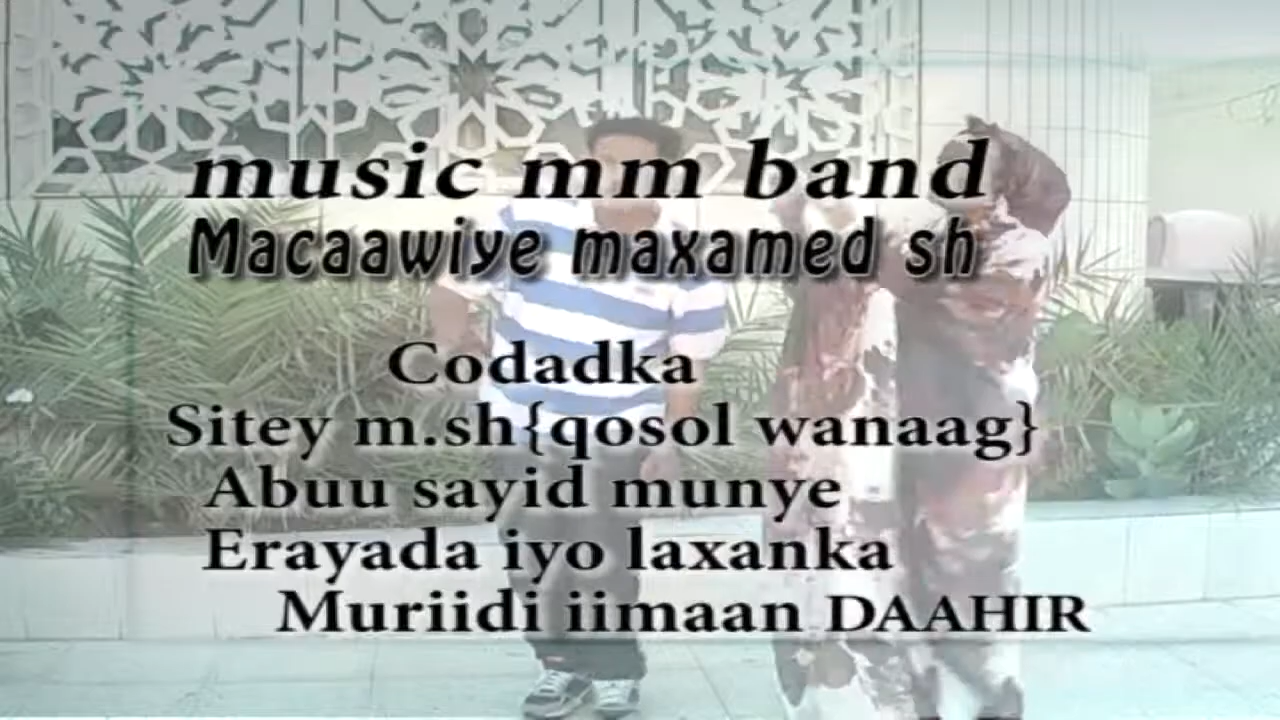 music mm band
Macaawiye maxamed sh
Codadka
Sitey m.sh{qosol wanaag}
Abuu sayid munye
Erayada iyo laxanka
Muriidi iimaan DAAHIR